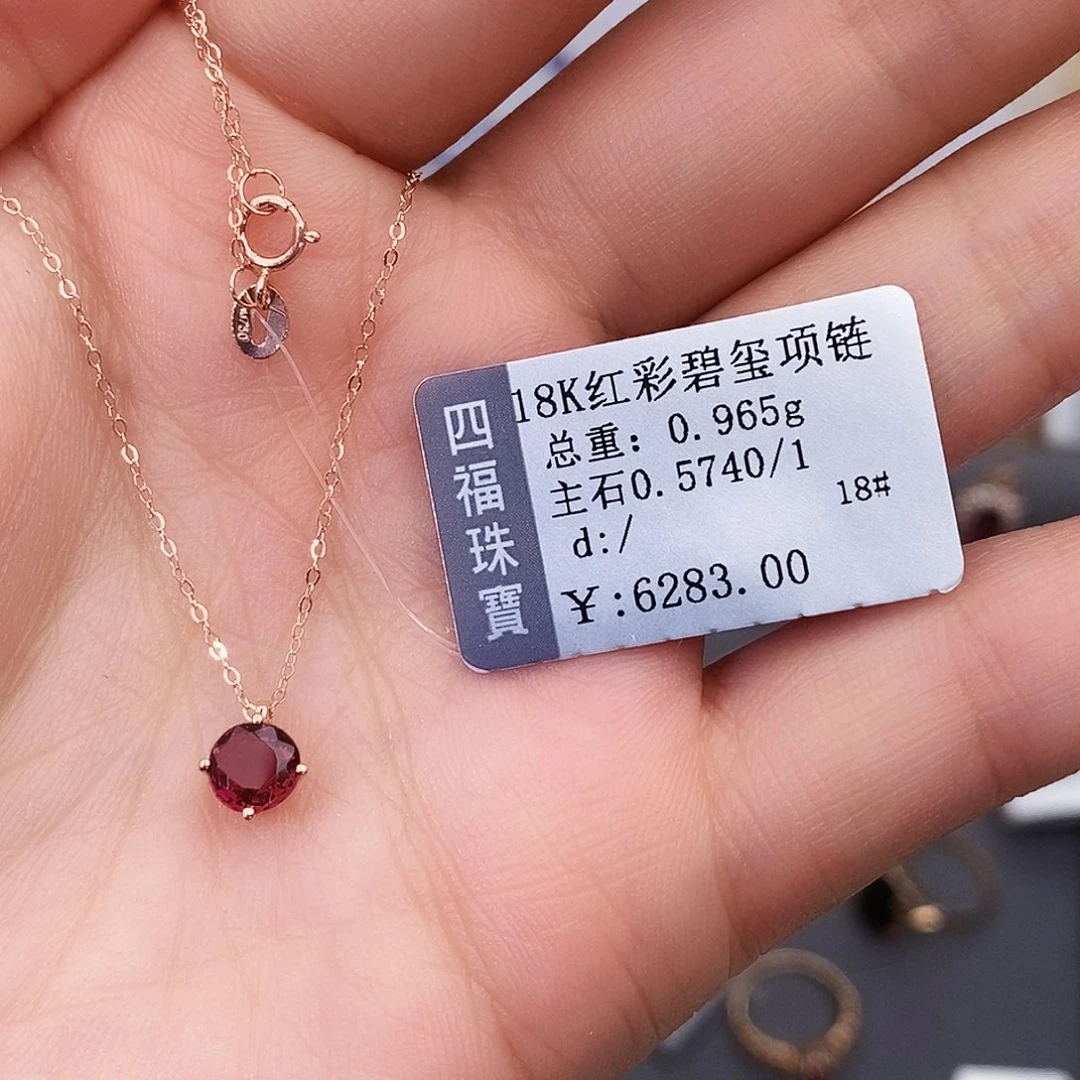 四福珠寶
18K红彩碧玺项链
总重: 0.965g
主石0.5740/1
18#
d:/
¥:6283.00